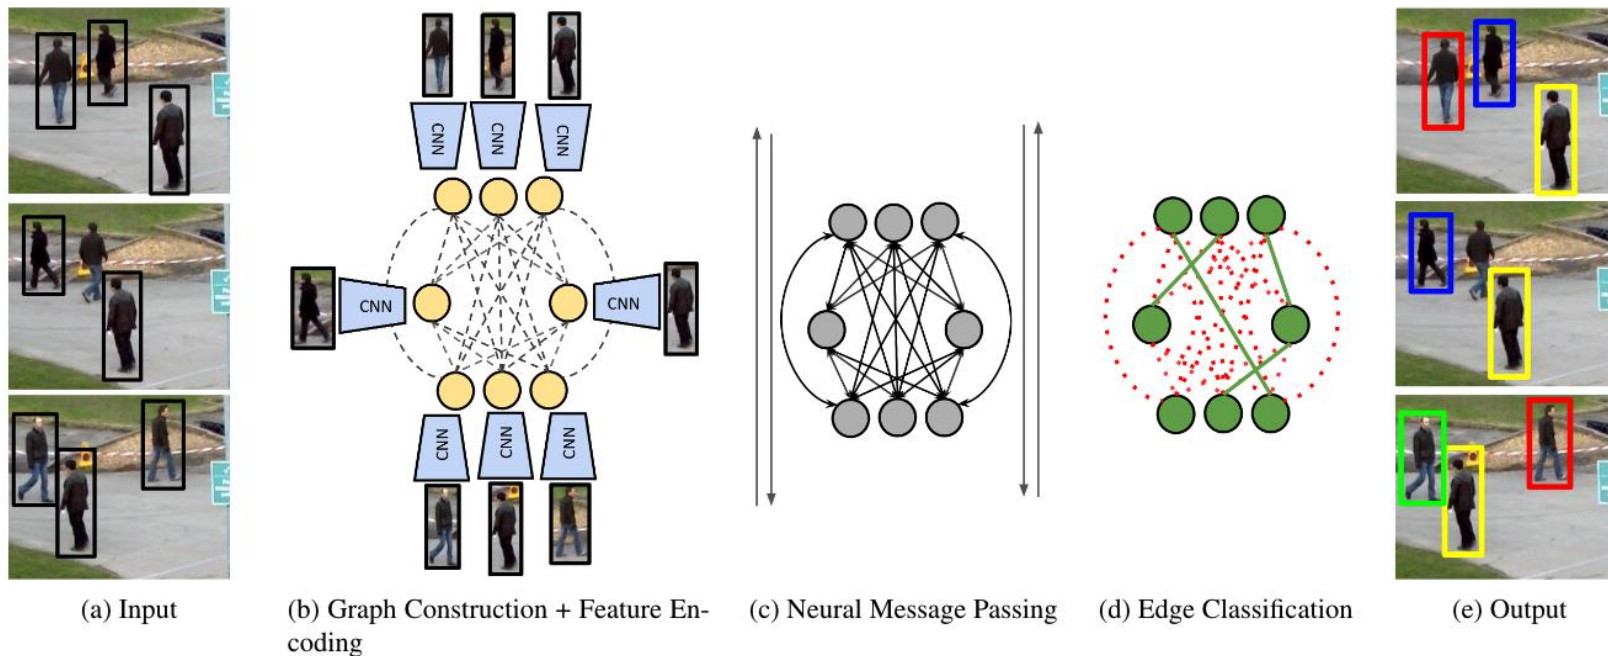 CNN
CNN
CNN
CNN
CNN
CNN
CNN
CNN
(a) Input
(b) Graph Construction + Feature En-
coding
(c) Neural Message Passing
(d) Edge Classification
(e) Output